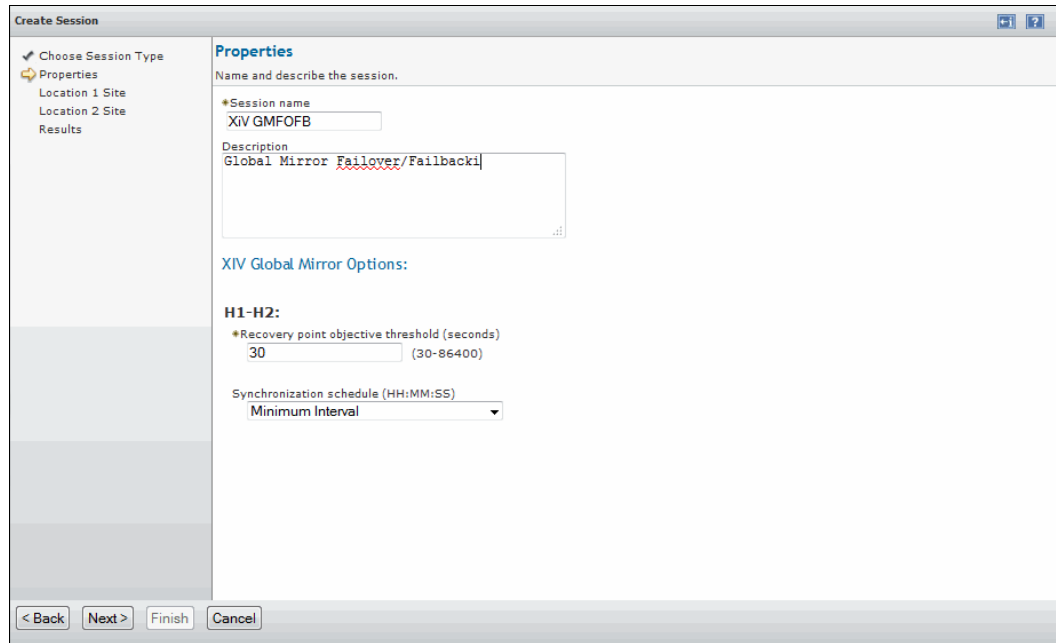 Create Session
Choose Session Type
Properties
Location 1 Site
Location 2 Site
Results
Properties
Name and describe the session.
*Session name
XiV GMFOFB
Description
Global Mirror Failover/Failbacki
XIV Global Mirror Options:
H1-H2:
*Recovery point objective threshold (seconds)
30 (30-86400)
Synchronization schedule (HH:MM:SS)
Minimum Interval
< Back Next > Finish Cancel